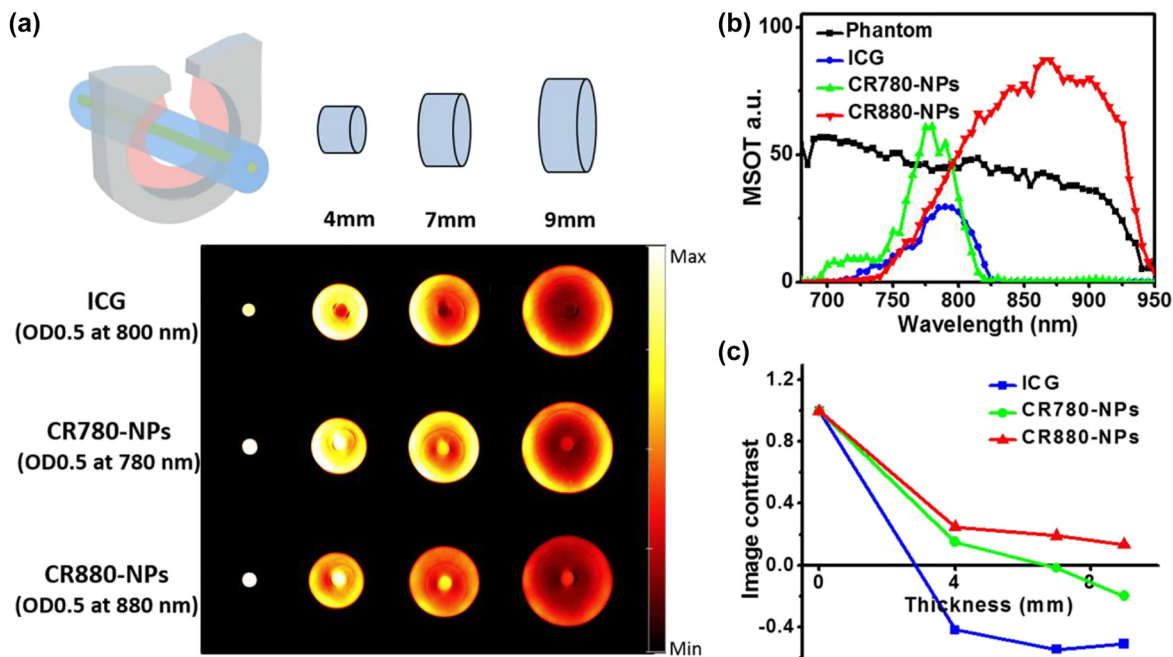 (a)
4mm
7mm
9mm
ICG
(OD0.5 at 800 nm)
CR780-NPs
(OD0.5 at 780 nm)
CR880-NPs
(OD0.5 at 880 nm)
Max
Min
(b)
Phantom
ICG
CR780-NPs
CR880-NPs
MSOT a.u.
100
50
0
700
750
800
850
900
950
Wavelength (nm)
(c)
ICG
CR780-NPs
CR880-NPs
Image contrast
1.2
0.8
0.4
0.0
-0.4
0
4
8
Thickness (mm)